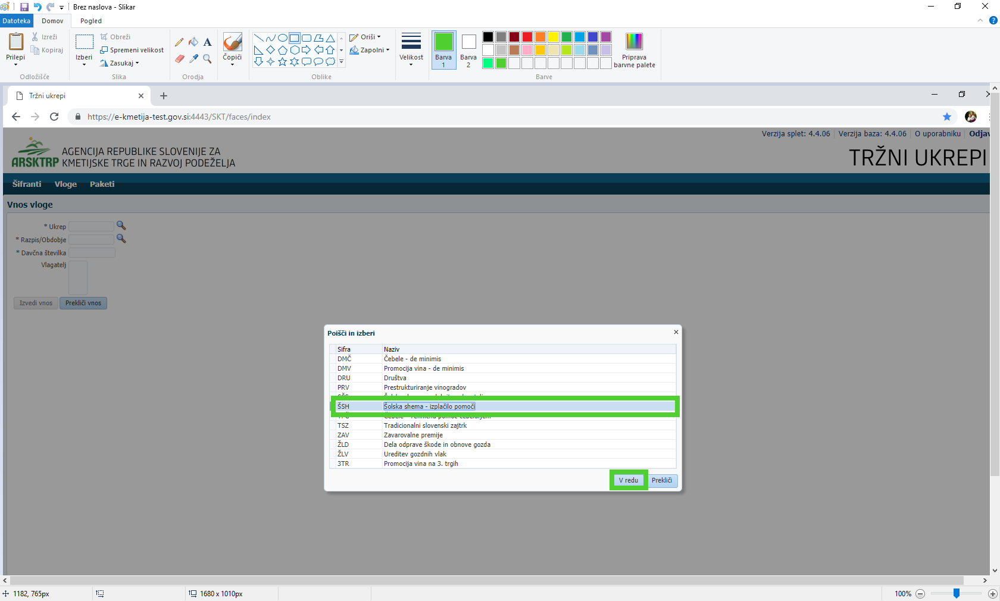 Brez naslova - Slikar
Datoteka Domov Pogled
Prilepi
Izreži
Kopiraj
Odložišče
Izberi
Obreži
Spremeni velikost
Zasukaj
Slika
A
Orodja
Čopiči
Oriši
Zapolni
Oblike
Velikost
Barva
1
Barva
2
Priprava
barvne palete
Barve
Tržni ukrepi
https://e-kmetija-test.gov.si:4443/SKT/faces/index
Verzija splet: 4.4.06 Verzija baza: 4.4.06 O uporabniku Odjav
ARSKTRP
AGENCIJA REPUBLIKE SLOVENIJE ZA
KMETIJSKE TRGE IN RAZVOJ PODEŽELJA
TRŽNI UKREPI
Šifranti Vloge Paketi
Vnos vloge
* Ukrep
* Razpis/Obdobje
* Davčna številka
Vlagatelj
Izvedi vnos Prekliči vnos
Poišči in izberi
Sifra Naziv
DMČ Čebele - de minimis
DMV Promocija vina - de minimis
DRU Društva
PRV Prestrukturiranje vinogradov
ŠSH Šolska shema - izplačilo pomoči
TSZ Tradicionalni slovenski zajtrk
ZAV Zavarovalne premije
ŽLD Dela odprave škode in obnove gozda
ŽLV Ureditev gozdnih vlak
3TR Promocija vina na 3. trgih
V redu Prekliči
1182, 765px
1680 x 1010px
100%